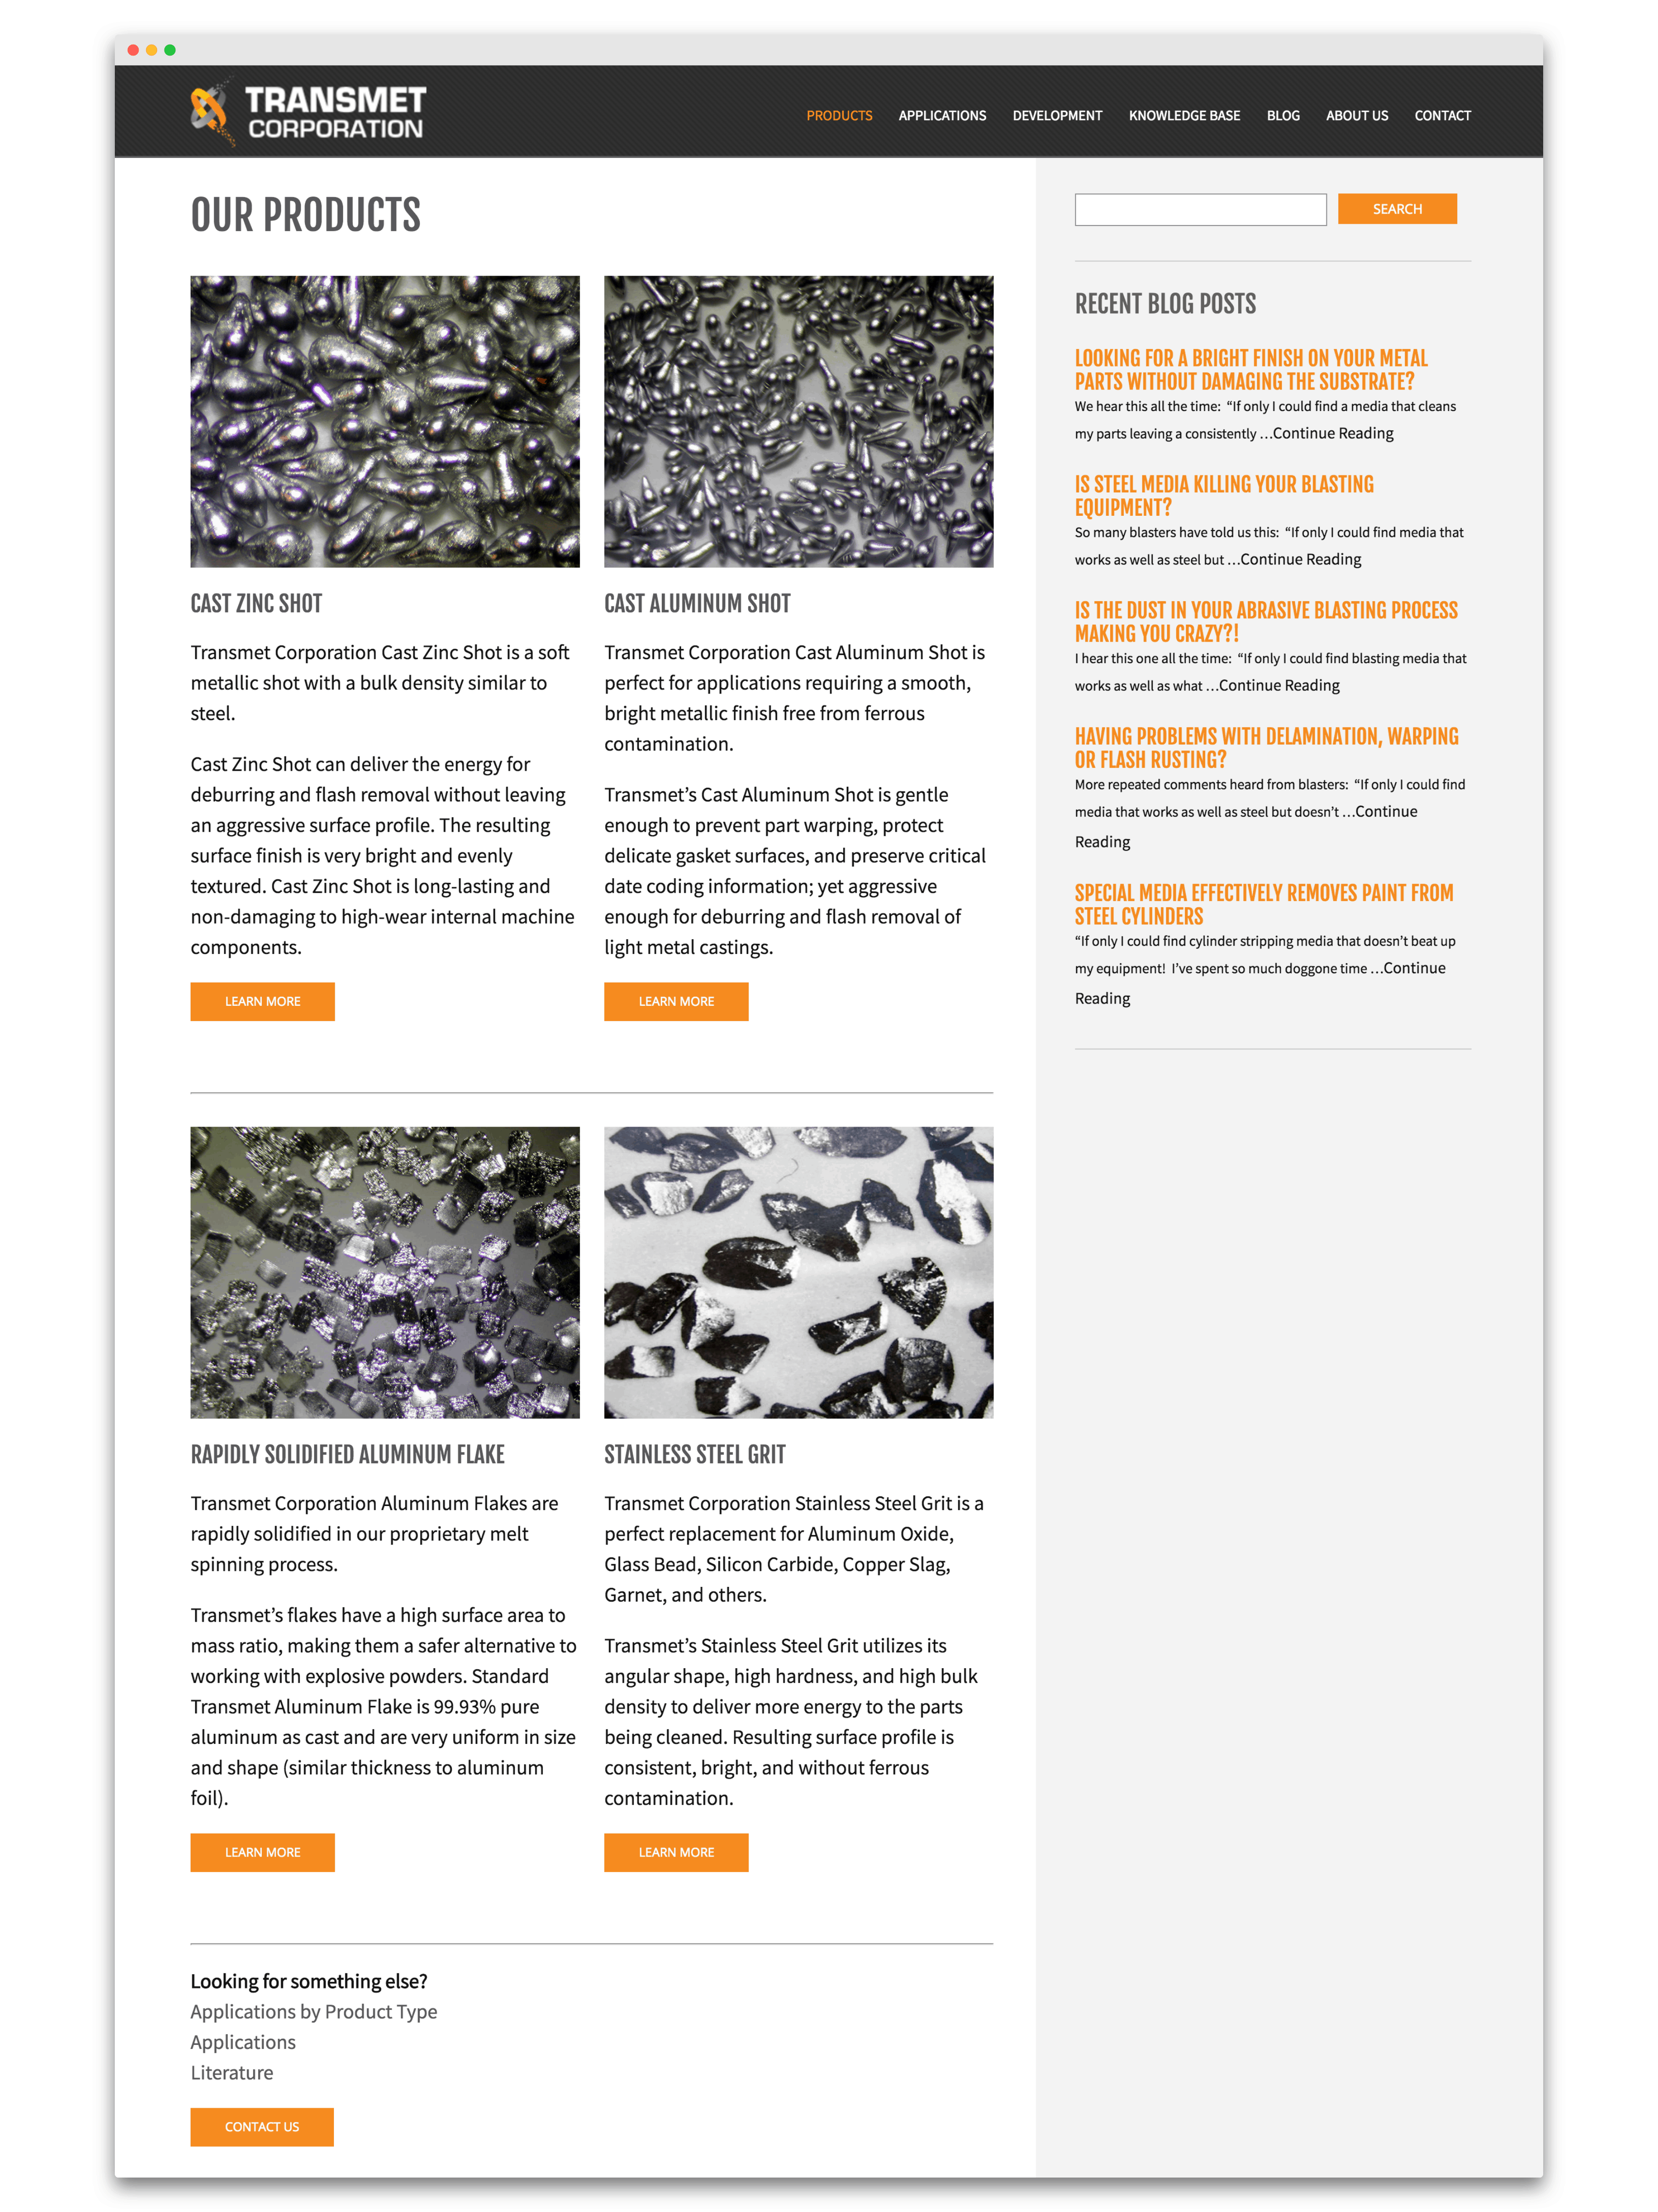 TRANSMET
CORPORATION
PRODUCTS
APPLICATIONS
DEVELOPMENT
KNOWLEDGE BASE
BLOG
ABOUT US
CONTACT
OUR PRODUCTS
CAST ZINC SHOT
Transmet Corporation Cast Zinc Shot is a soft
metallic shot with a bulk density similar to
steel.
Cast Zinc Shot can deliver the energy for
deburring and flash removal without leaving
an aggressive surface profile. The resulting
surface finish is very bright and evenly
textured. Cast Zinc Shot is long-lasting and
non-damaging to high-wear internal machine
components.
LEARN MORE
CAST ALUMINUM SHOT
Transmet Corporation Cast Aluminum Shot is
perfect for applications requiring a smooth,
bright metallic finish free from ferrous
contamination.
Transmet’s Cast Aluminum Shot is gentle
enough to prevent part warping, protect
delicate gasket surfaces, and preserve critical
date coding information; yet aggressive
enough for deburring and flash removal of
light metal castings.
LEARN MORE
RAPIDLY SOLIDIFIED ALUMINUM FLAKE
Transmet Corporation Aluminum Flakes are
rapidly solidified in our proprietary melt
spinning process.
Transmet’s flakes have a high surface area to
mass ratio, making them a safer alternative to
working with explosive powders. Standard
Transmet Aluminum Flake is 99.93% pure
aluminum as cast and are very uniform in size
and shape (similar thickness to aluminum
foil).
LEARN MORE
STAINLESS STEEL GRIT
Transmet Corporation Stainless Steel Grit is a
perfect replacement for Aluminum Oxide,
Glass Bead, Silicon Carbide, Copper Slag,
Garnet, and others.
Transmet’s Stainless Steel Grit utilizes its
angular shape, high hardness, and high bulk
density to deliver more energy to the parts
being cleaned. Resulting surface profile is
consistent, bright, and without ferrous
contamination.
LEARN MORE
Looking for something else?
Applications by Product Type
Applications
Literature
CONTACT US
SEARCH
RECENT BLOG POSTS
LOOKING FOR A BRIGHT FINISH ON YOUR METAL
PARTS WITHOUT DAMAGING THE SUBSTRATE?
We hear this all the time:  “If only I could find a media that cleans
my parts leaving a consistently …Continue Reading
IS STEEL MEDIA KILLING YOUR BLASTING
EQUIPMENT?
So many blasters have told us this:  “If only I could find media that
works as well as steel but …Continue Reading
IS THE DUST IN YOUR ABRASIVE BLASTING PROCESS
MAKING YOU CRAZY?!
I hear this one all the time:  “If only I could find blasting media that
works as well as what …Continue Reading
HAVING PROBLEMS WITH DELAMINATION, WARPING
OR FLASH RUSTING?
More repeated comments heard from blasters:  “If only I could find
media that works as well as steel but doesn’t …Continue
Reading
SPECIAL MEDIA EFFECTIVELY REMOVES PAINT FROM
STEEL CYLINDERS
“If only I could find cylinder stripping media that doesn’t beat up
my equipment!  I’ve spent so much doggone time …Continue
Reading